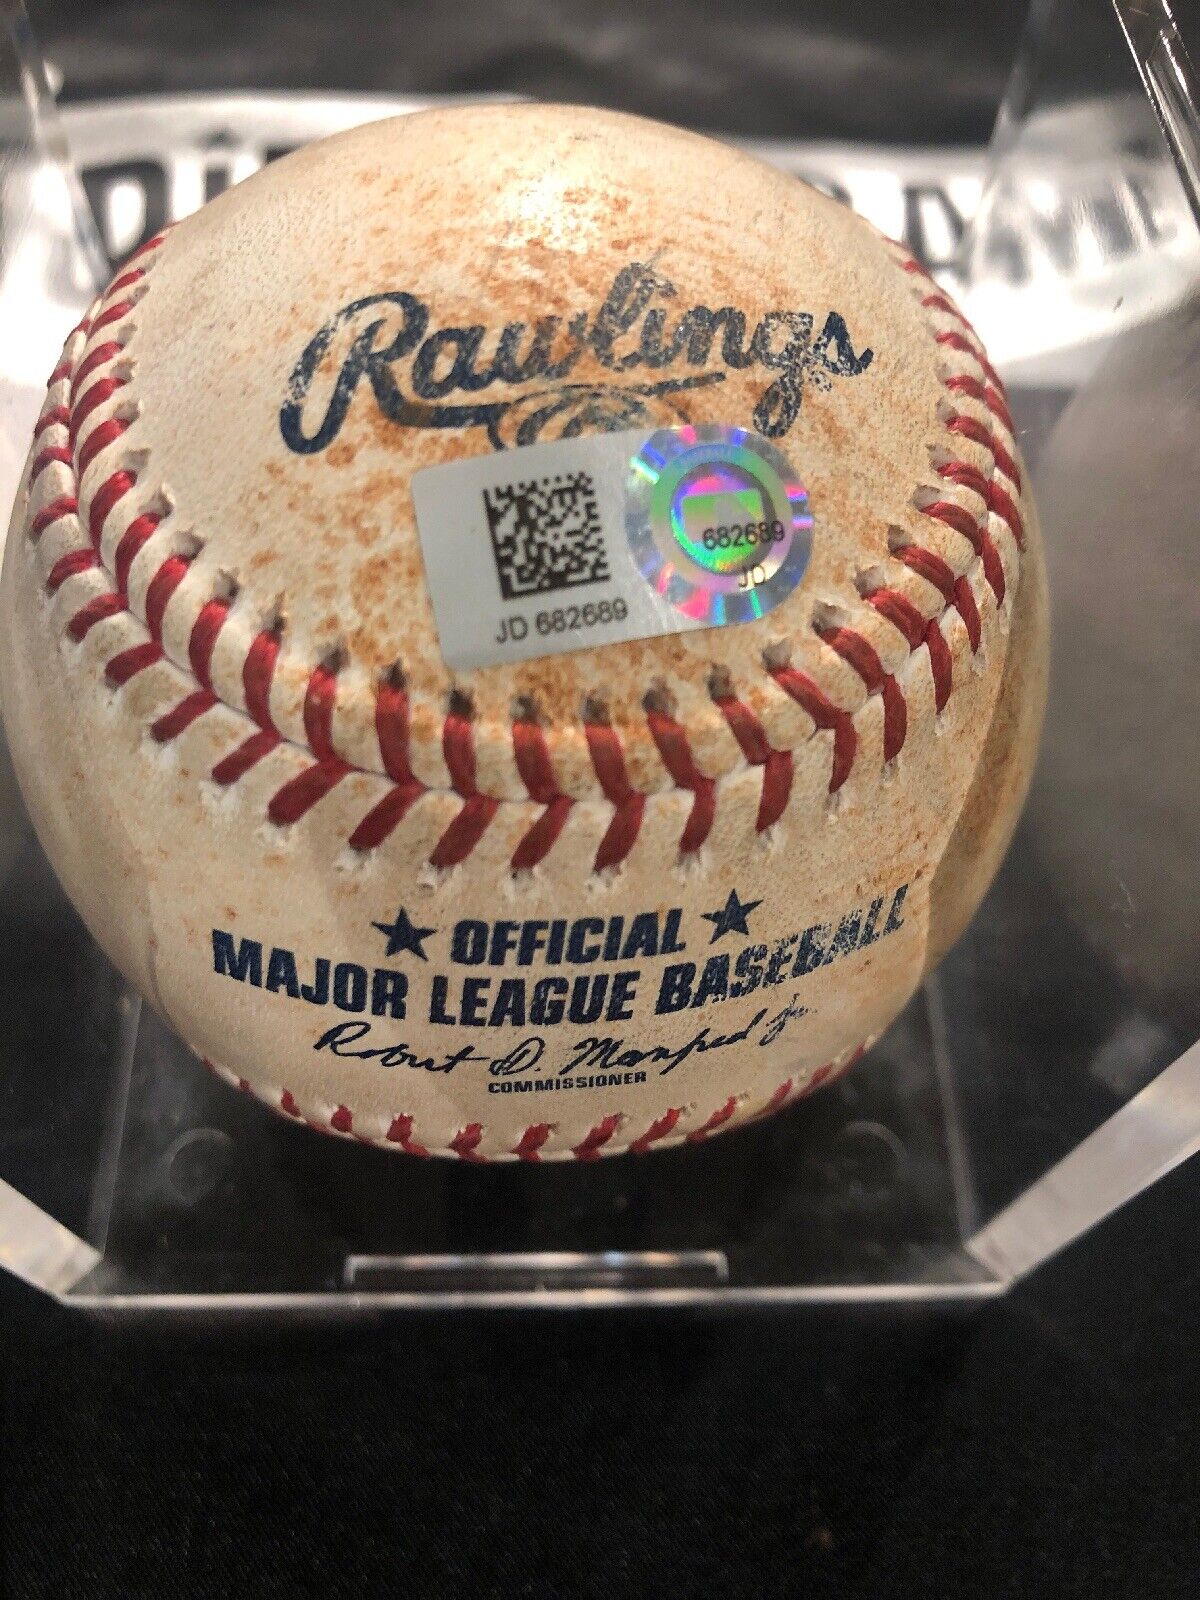 Rawlings
682689
JD
JD 682689
★ OFFICIAL ★
MAJOR LEAGUE BASEBALL
Robert D. Manfred Jr.
COMMISSIONER